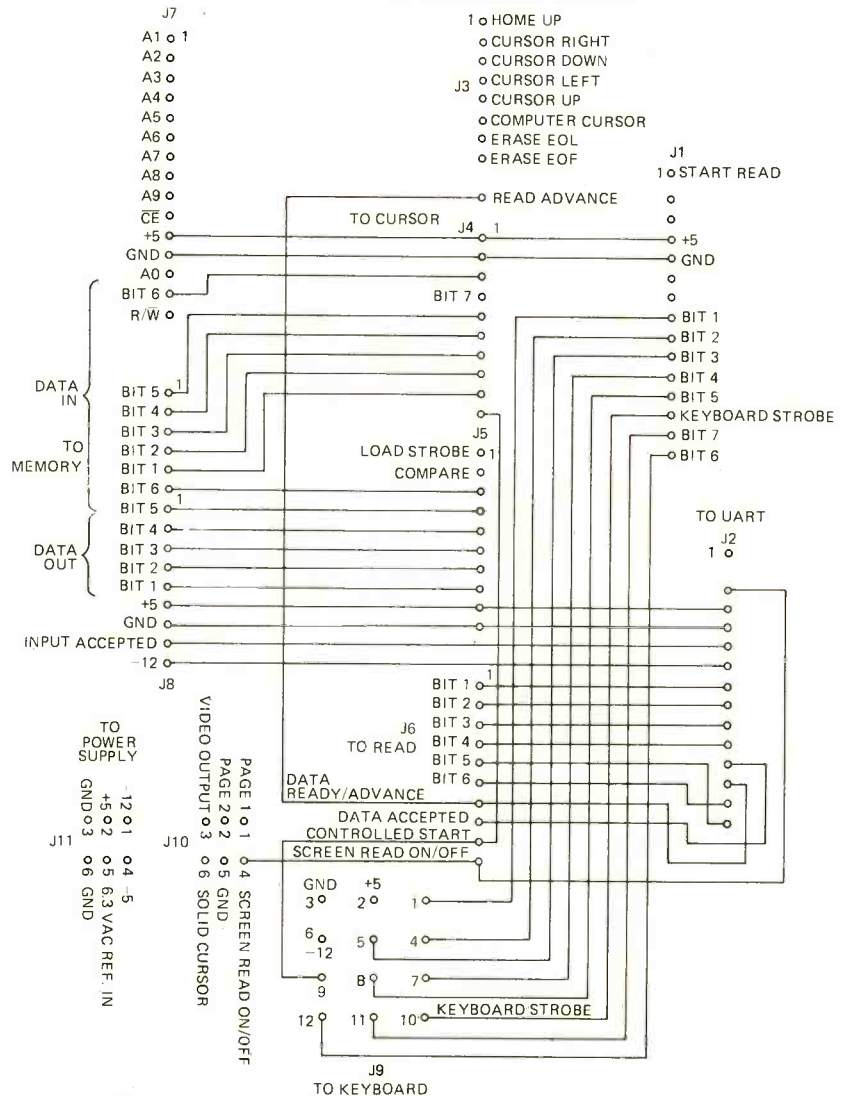 J7
A1 1
A2
A3
A4
A5
A6
A7
A8
A9
CE
+5
GND
A0
BIT 6
R/W
DATA IN
BIT 5 1
BIT 4
BIT 3
BIT 2
BIT 1
BIT 6
BIT 5 1
TO MEMORY
DATA OUT
BIT 4
BIT 3
BIT 2
BIT 1
+5
GND
INPUT ACCEPTED
-12
J8
1 HOME UP
CURSOR RIGHT
CURSOR DOWN
J3 CURSOR LEFT
CURSOR UP
COMPUTER CURSOR
ERASE EOL
ERASE EOF
READ ADVANCE
TO CURSOR
J4 1
BIT 7
J5
LOAD STROBE 1
COMPARE
J1
1 START READ
+5
GND
BIT 1
BIT 2
BIT 3
BIT 4
BIT 5
KEYBOARD STROBE
BIT 7
BIT 6
TO UART
J2
1
1
BIT 1
BIT 2
J6
BIT 3
TO READ
BIT 4
BIT 5
BIT 6
DATA
READY/ADVANCE
DATA ACCEPTED
CONTROLLED START
SCREEN READ ON/OFF
TO
POWER
SUPPLY
J11
-12 1 4 -5
+5 2 5 6.3 VAC REF. IN
GND 3 6 GND
J10
PAGE 1 1 4 SCREEN READ ON/OFF
PAGE 2 2 5 GND
VIDEO OUTPUT 3 6 SOLID CURSOR
GND +5
3 2 1
6 5 4
-12
9 8 7
KEYBOARD STROBE
12 11 10
J9
TO KEYBOARD